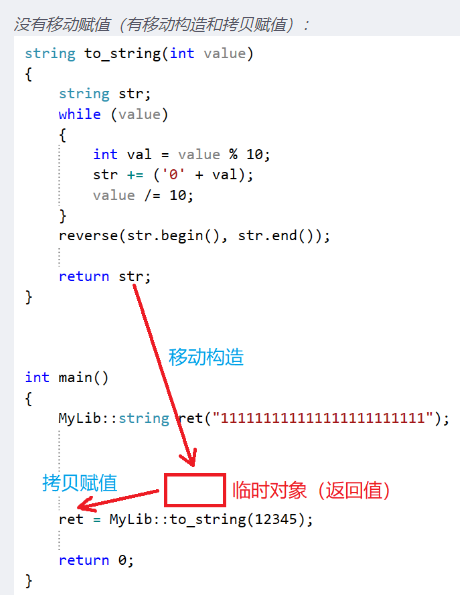 没有移动赋值（有移动构造和拷贝赋值）：
string to_string(int value)
{
string str;
while (value)
{
int val = value % 10;
str += ('0' + val);
value /= 10;
}
reverse(str.begin(), str.end());
return str;
}
移动构造
int main()
{
MyLib::string ret("111111111111111111111111");
拷贝赋值
临时对象（返回值）
ret = MyLib::to_string(12345);
return 0;
}